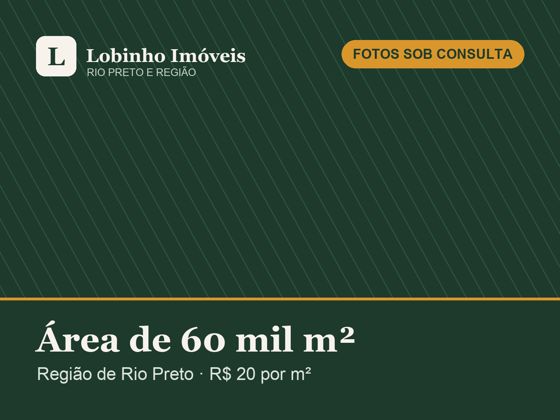 L
Lobinho Imóveis
RIO PRETO E REGIÃO
FOTOS SOB CONSULTA
Área de 60 mil m²
Região de Rio Preto · R$ 20 por m²